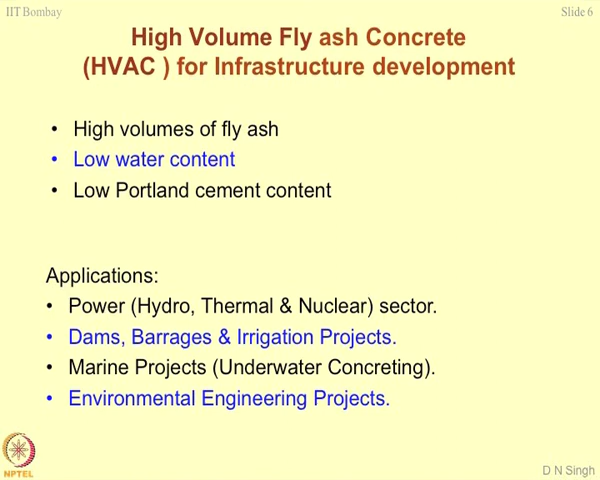 IIT Bombay
Slide 6
High Volume Fly ash Concrete
(HVAC ) for Infrastructure development
• High volumes of fly ash
• Low water content
• Low Portland cement content
Applications:
• Power (Hydro, Thermal & Nuclear) sector.
• Dams, Barrages & Irrigation Projects.
• Marine Projects (Underwater Concreting).
• Environmental Engineering Projects.
NPTEL
D N Singh